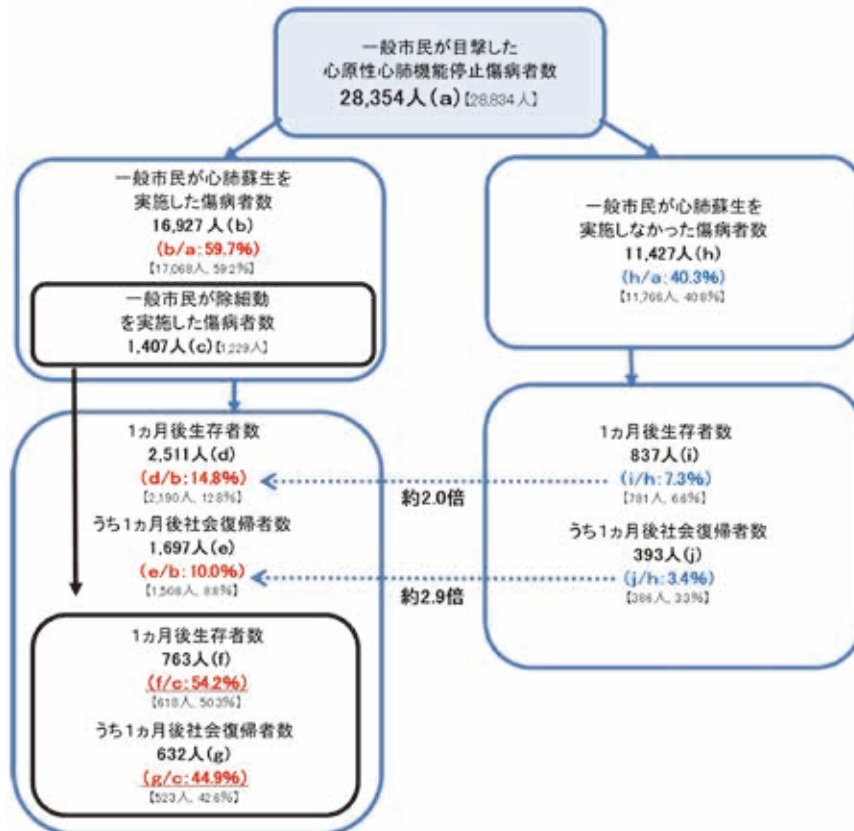 一般市民が目撃した
心原性心肺機能停止傷病者数
28,354人(a)【28,834人】
一般市民が心肺蘇生を
実施した傷病者数
16,927人(b)
(b/a:59.7%)
【17,068人, 59.2%】
一般市民が除細動
を実施した傷病者数
1,407人(c)【1,229人】
一般市民が心肺蘇生を
実施しなかった傷病者数
11,427人(h)
(h/a:40.3%)
【11,766人, 40.8%】
1ヵ月後生存者数
2,511人(d)
(d/b:14.8%)
【2,190人, 12.8%】
うち1ヵ月後社会復帰者数
1,697人(e)
(e/b:10.0%)
【1,508人, 8.8%】
1ヵ月後生存者数
763人(f)
(f/c:54.2%)
【618人, 50.3%】
うち1ヵ月後社会復帰者数
632人(g)
(g/c:44.9%)
【523人, 42.6%】
約2.0倍
約2.9倍
1ヵ月後生存者数
837人(i)
(i/h:7.3%)
【781人, 6.6%】
うち1ヵ月後社会復帰者数
393人(j)
(j/h:3.4%)
【386人, 3.3%】